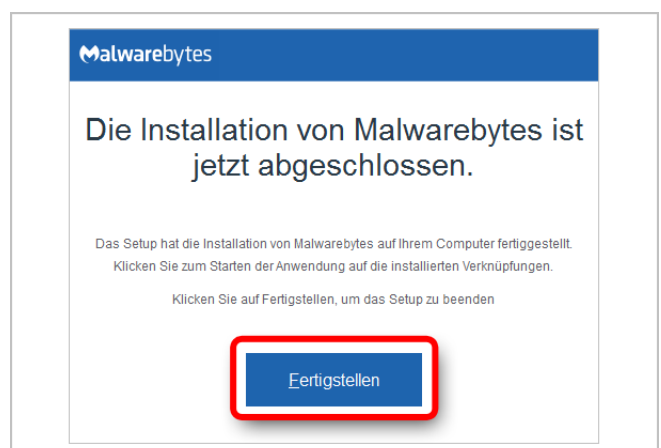 Malwarebytes
Die Installation von Malwarebytes ist
jetzt abgeschlossen.
Das Setup hat die Installation von Malwarebytes auf Ihrem Computer fertiggestellt.
Klicken Sie zum Starten der Anwendung auf die installierten Verknüpfungen.
Klicken Sie auf Fertigstellen, um das Setup zu beenden
Fertigstellen